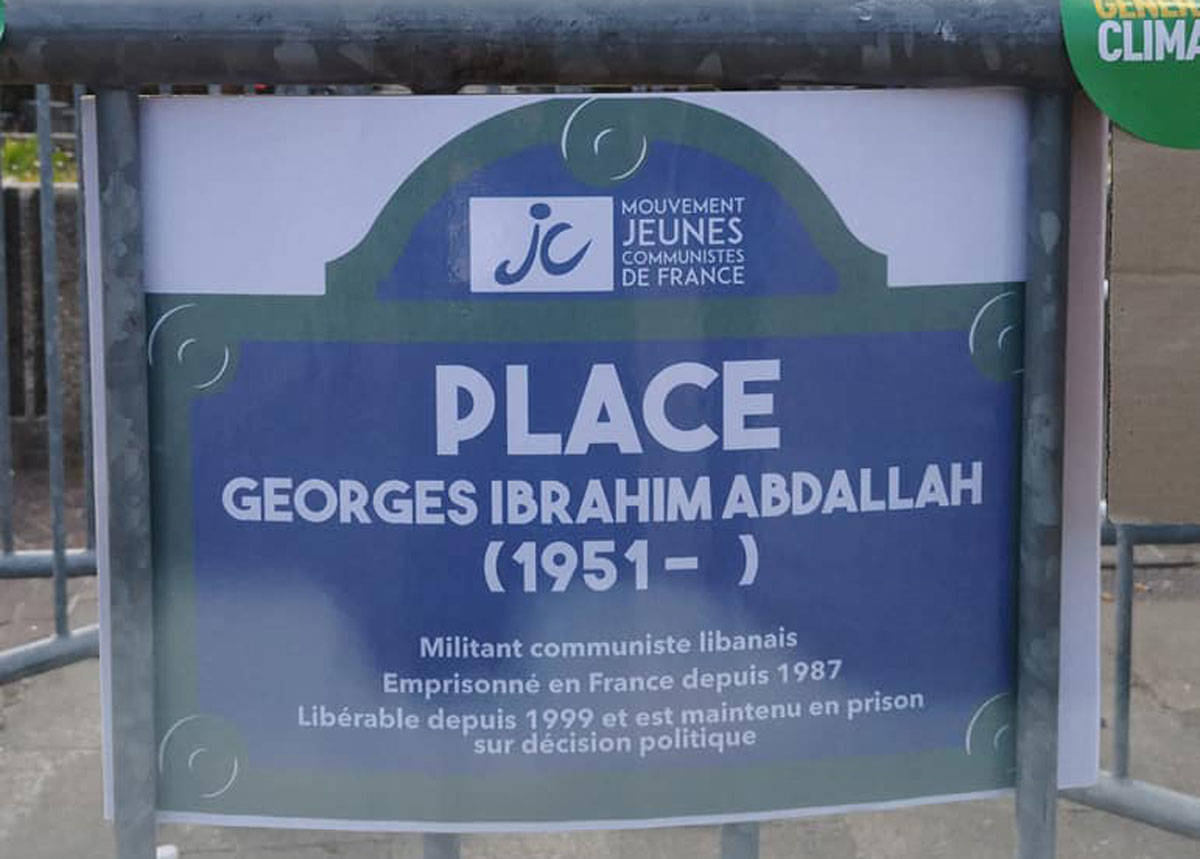 CLIMA
jc
MOUVEMENT
JEUNES
COMMUNISTES
DE FRANCE
PLACE
GEORGES IBRAHIM ABDALLAH
(1951- )
Militant communiste libanais
Emprisonné en France depuis 1987
Libérable depuis 1999 et est maintenu en prison
sur décision politique